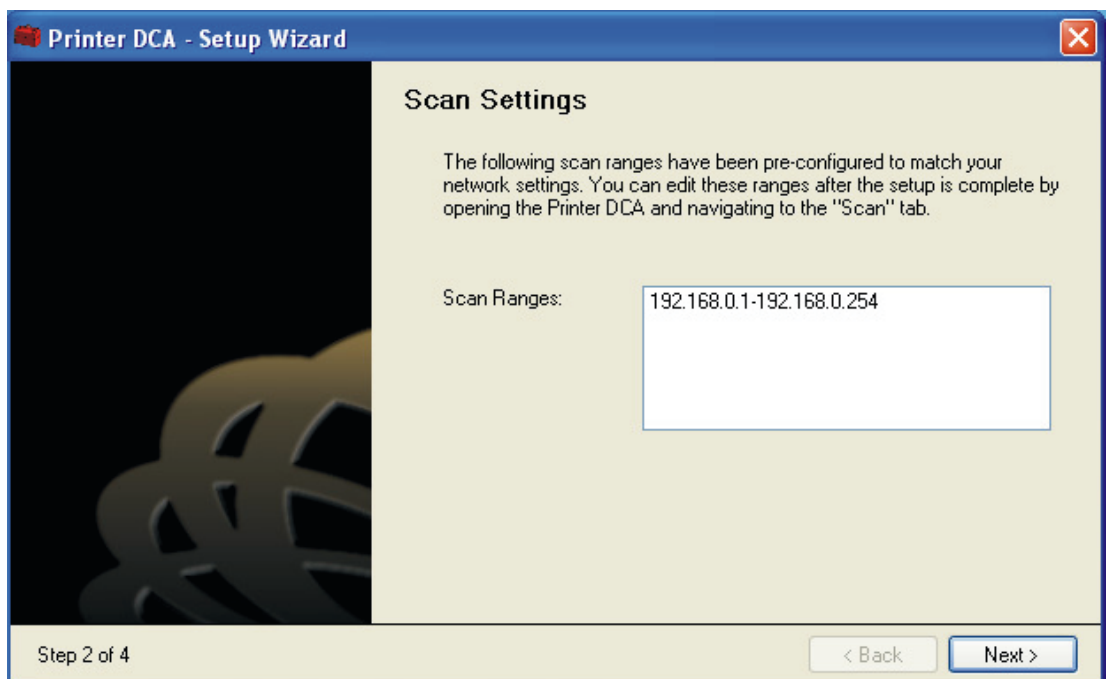 Printer DCA - Setup Wizard
Scan Settings
The following scan ranges have been pre-configured to match your
network settings. You can edit these ranges after the setup is complete by
opening the Printer DCA and navigating to the "Scan" tab.
Scan Ranges:
192.168.0.1-192.168.0.254
Step 2 of 4
< Back
Next >